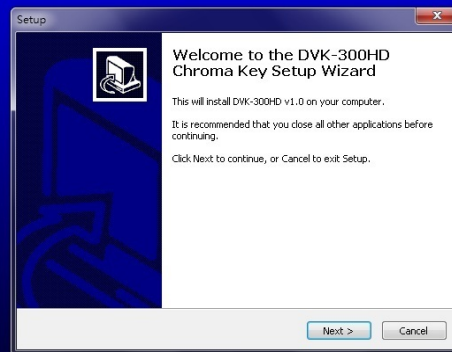 Setup
Welcome to the DVK-300HD
Chroma Key Setup Wizard
This will install DVK-300HD v1.0 on your computer.
It is recommended that you close all other applications before
continuing.
Click Next to continue, or Cancel to exit Setup.
Next >
Cancel